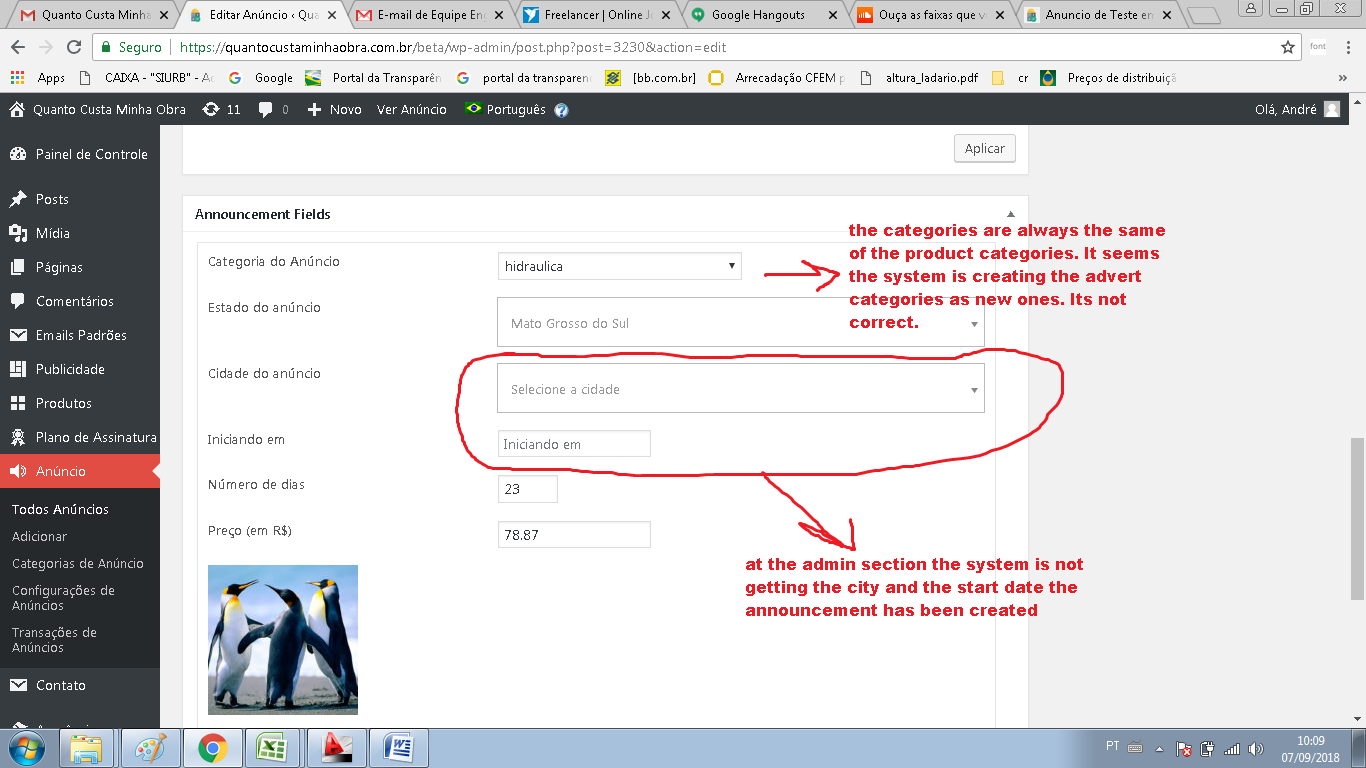 Quanto Custa Minha
Editar Anúncio ‹ Qua
E-mail de Equipe Eng
Freelancer | Online Jo
Google Hangouts
Ouça as faixas que vo
Anuncio de Teste em
Seguro
https://quantocustaminhaobra.com.br/beta/wp-admin/post.php?post=3230&action=edit
font
Apps
CAIXA - "SIURB" - Ac
Google
Portal da Transparên
portal da transparenc
[bb.com.br]
Arrecadação CFEM p
altura_ladario.pdf
cr
Preços de distribuiçã
»
Quanto Custa Minha Obra
11
0
Novo
Ver Anúncio
Português
Olá, André
Painel de Controle
Posts
Mídia
Páginas
Comentários
Emails Padrões
Publicidade
Produtos
Plano de Assinatura
Anúncio
Todos Anúncios
Adicionar
Categorias de Anúncio
Configurações de
Anúncios
Transações de
Anúncios
Contato
Aplicar
Announcement Fields
Categoria do Anúncio
hidraulica
the categories are always the same
of the product categories. It seems
the system is creating the advert
categories as new ones. Its not
correct.
Estado do anúncio
Mato Grosso do Sul
Cidade do anúncio
Selecione a cidade
Iniciando em
Iniciando em
Número de dias
23
Preço (em R$)
78.87
at the admin section the system is not
getting the city and the start date the
announcement has been created
PT
10:09
07/09/2018